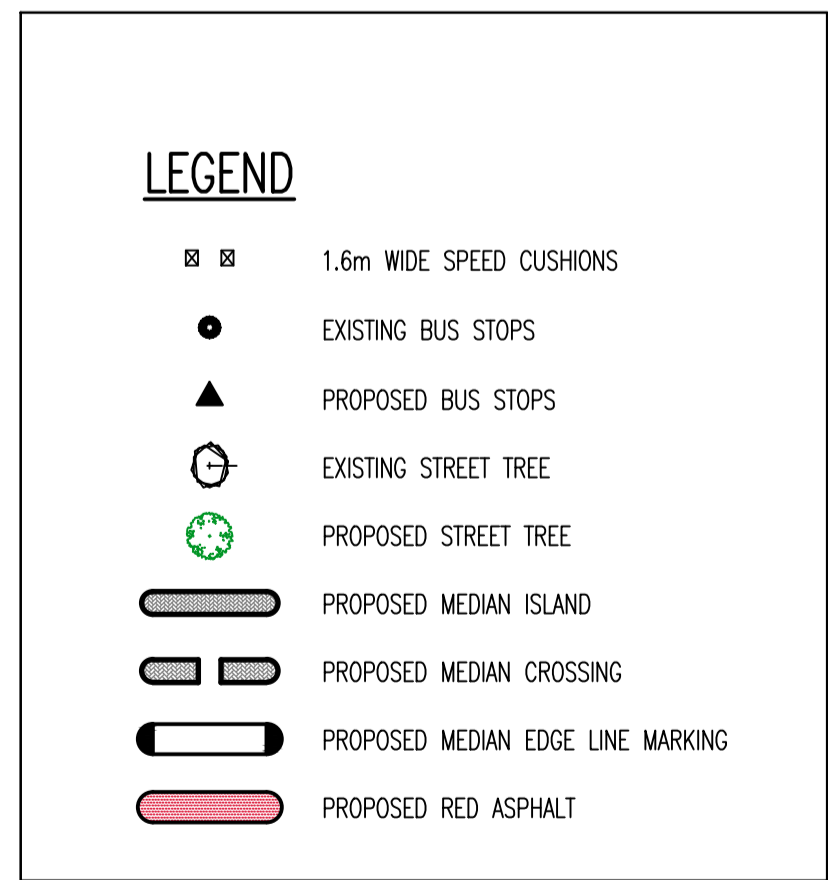 LEGEND
1.6m WIDE SPEED CUSHIONS
EXISTING BUS STOPS
PROPOSED BUS STOPS
EXISTING STREET TREE
PROPOSED STREET TREE
PROPOSED MEDIAN ISLAND
PROPOSED MEDIAN CROSSING
PROPOSED MEDIAN EDGE LINE MARKING
PROPOSED RED ASPHALT